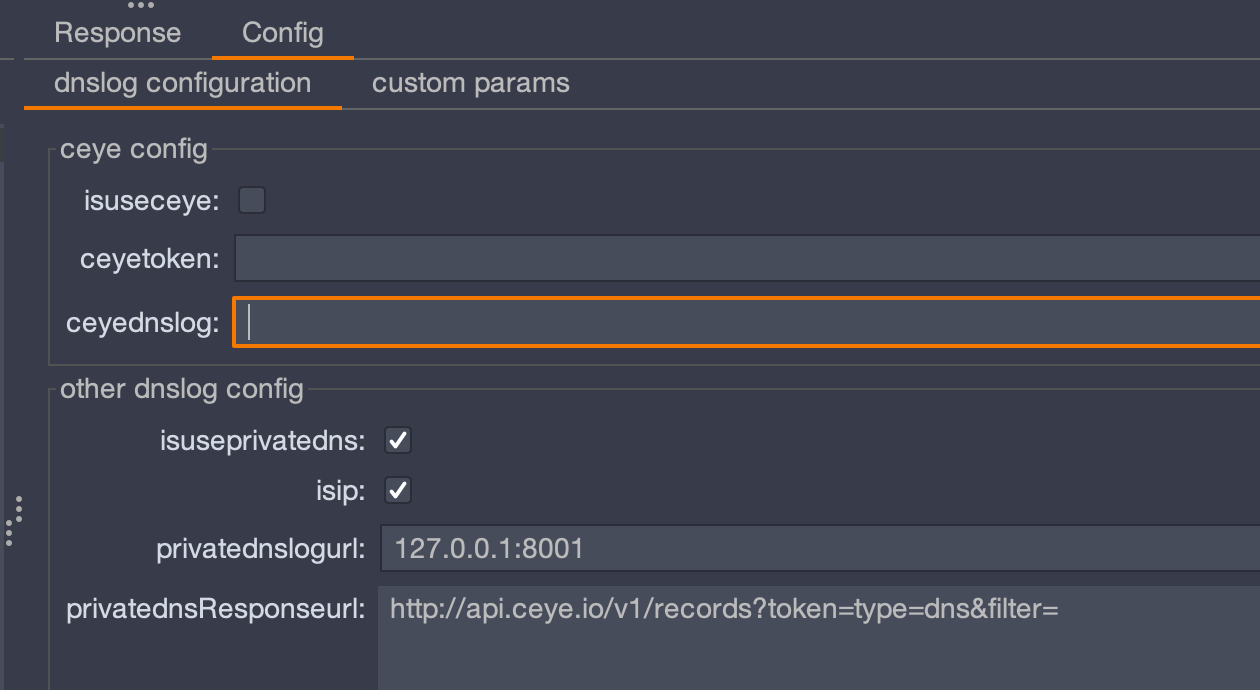 Response Config
dnslog configuration custom params
ceye config
isuseceye:
ceyetoken:
ceyednslog:
other dnslog config
isuseprivatedns:
isip:
privatednslogurl: 127.0.0.1:8001
privatednsResponseurl: http://api.ceye.io/v1/records?token=type=dns&filter=